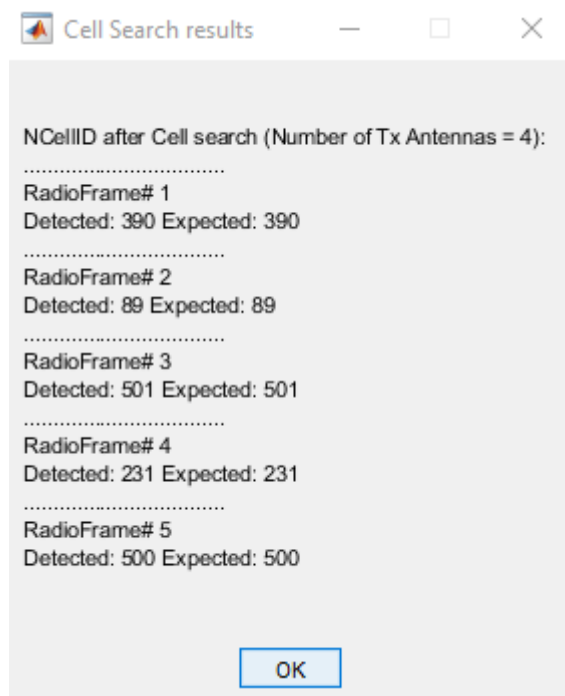 Cell Search results
NCellID after Cell search (Number of Tx Antennas = 4):
..................................
RadioFrame# 1
Detected: 390 Expected: 390
..................................
RadioFrame# 2
Detected: 89 Expected: 89
..................................
RadioFrame# 3
Detected: 501 Expected: 501
..................................
RadioFrame# 4
Detected: 231 Expected: 231
..................................
RadioFrame# 5
Detected: 500 Expected: 500
OK